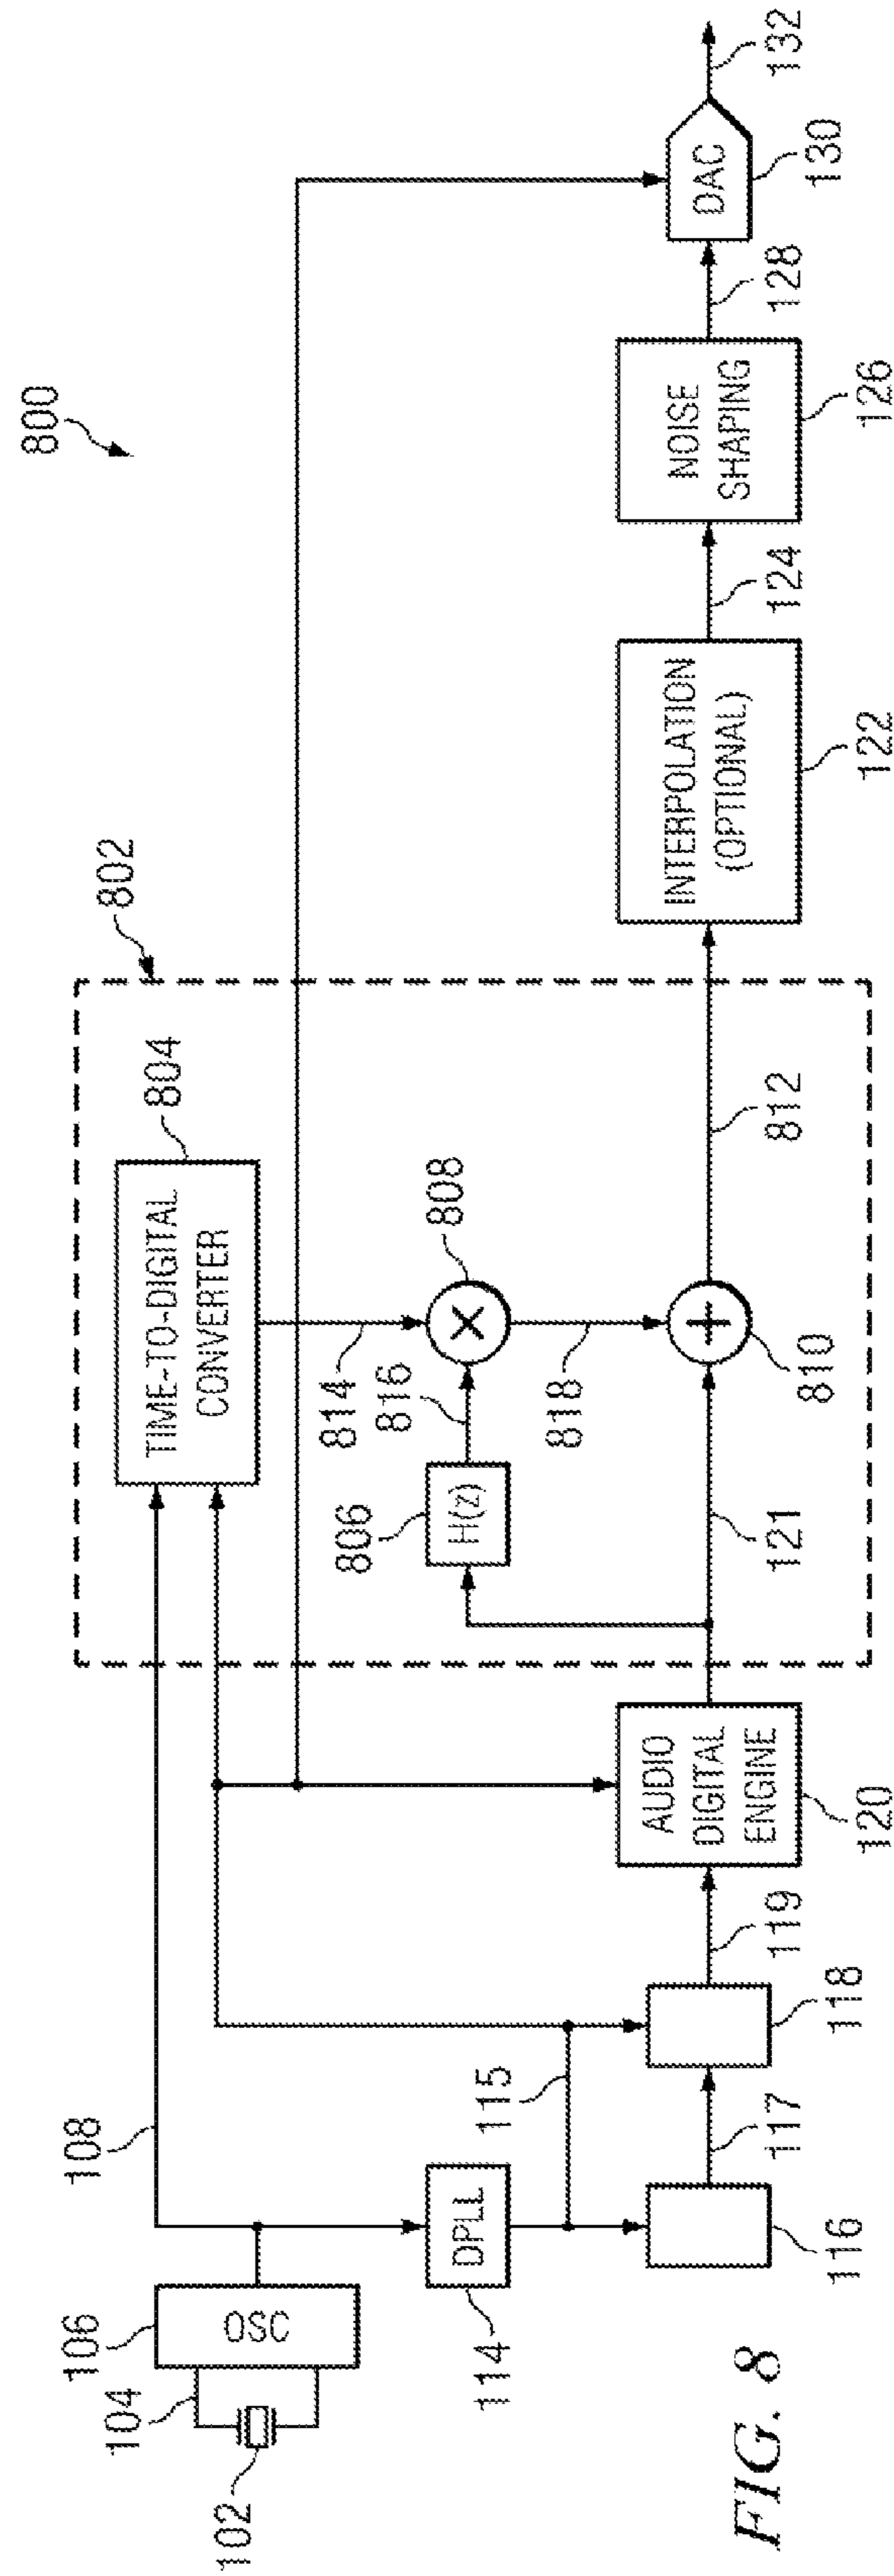 800
802
108
106
OSC
104
102
TIME-TO-DIGITAL
CONVERTER
804
814
808
×
816
806
H(z)
818
DPLL
114
115
116
117
118
119
AUDIO
DIGITAL
ENGINE
120
121
+
810
812
INTERPOLATION
(OPTIONAL)
122
124
NOISE
SHAPING
126
128
DAC
130
132
FIG. 8